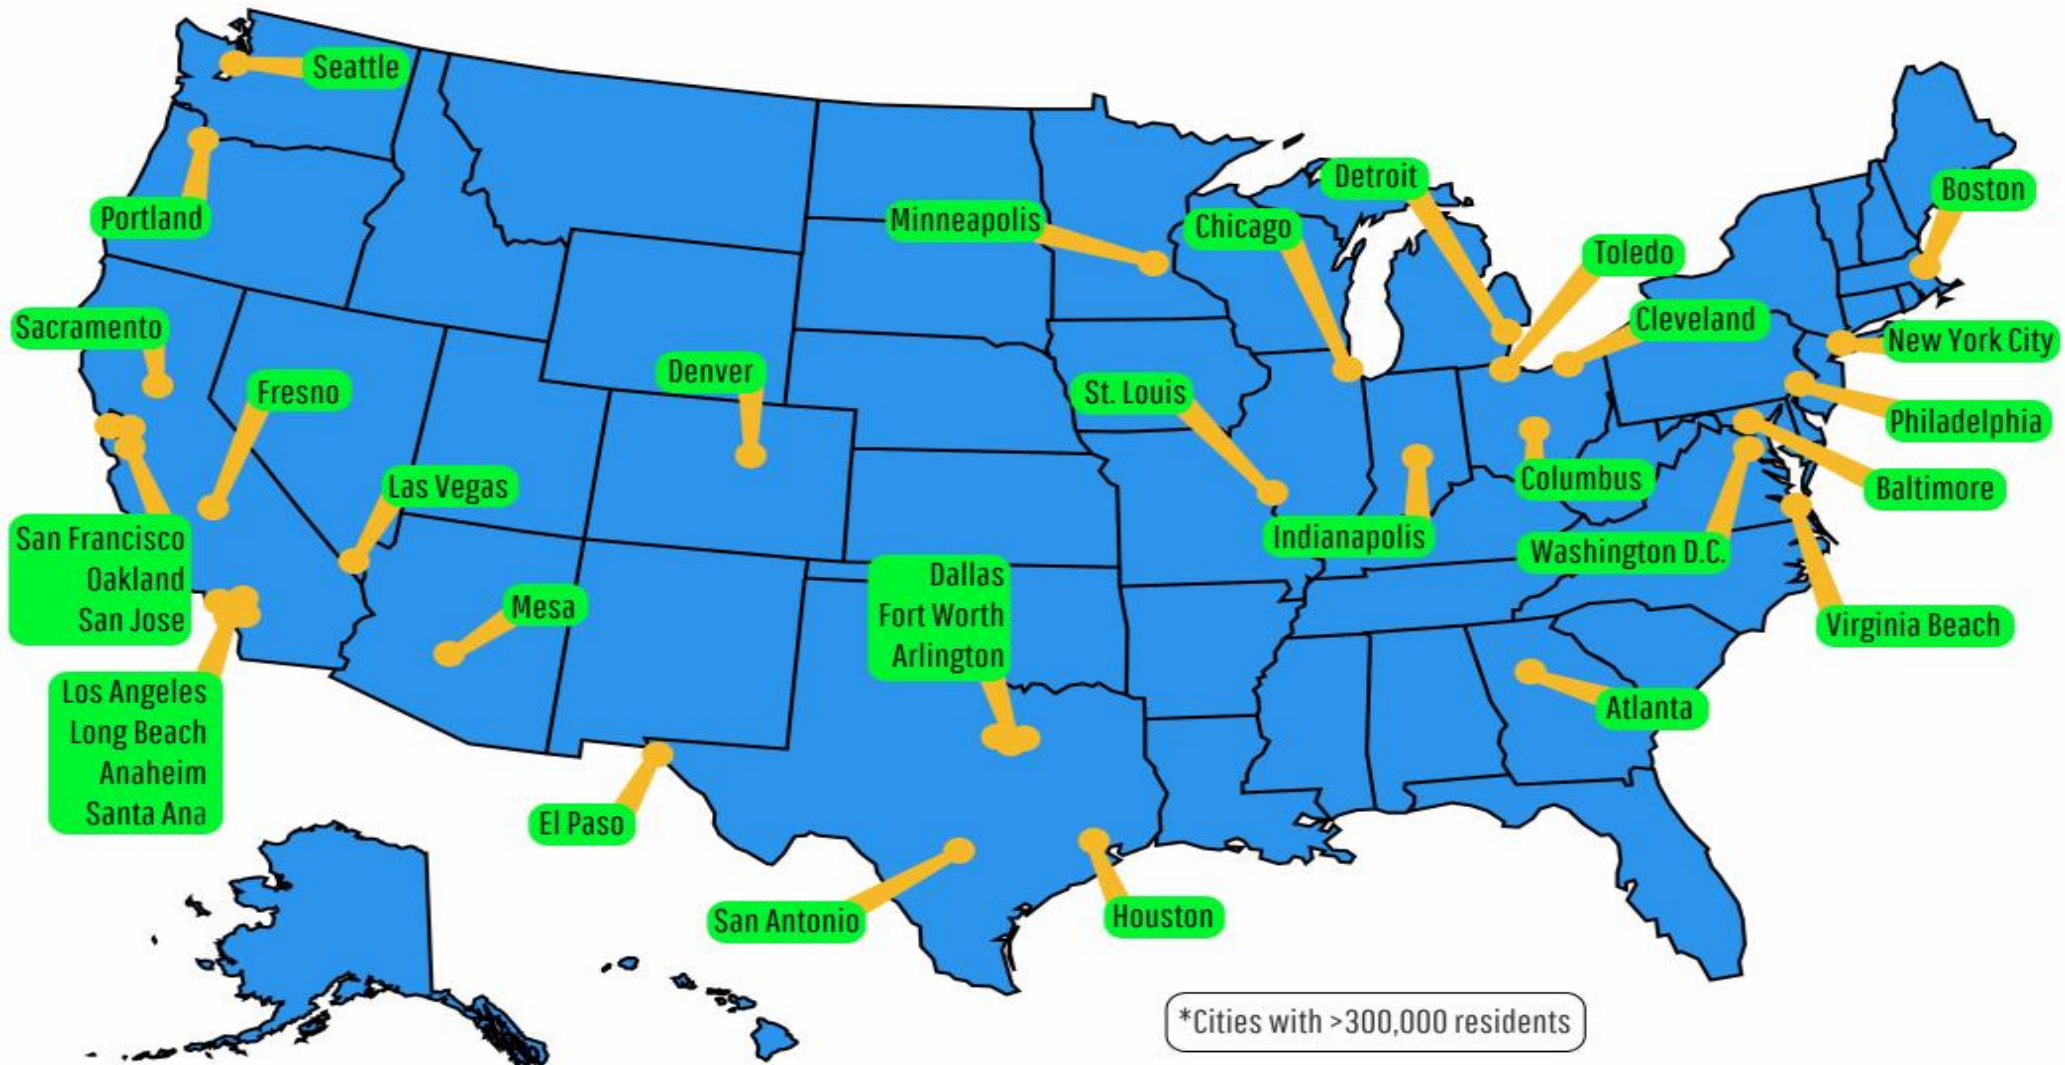 Seattle
Portland
Detroit
Boston
Minneapolis
Chicago
Toledo
Sacramento
Cleveland
New York City
Denver
Fresno
St. Louis
Philadelphia
Las Vegas
Columbus
Baltimore
San Francisco
Oakland
San Jose
Indianapolis
Washington D.C.
Dallas
Fort Worth
Arlington
Mesa
Virginia Beach
Los Angeles
Long Beach
Anaheim
Santa Ana
Atlanta
El Paso
San Antonio
Houston
*Cities with >300,000 residents